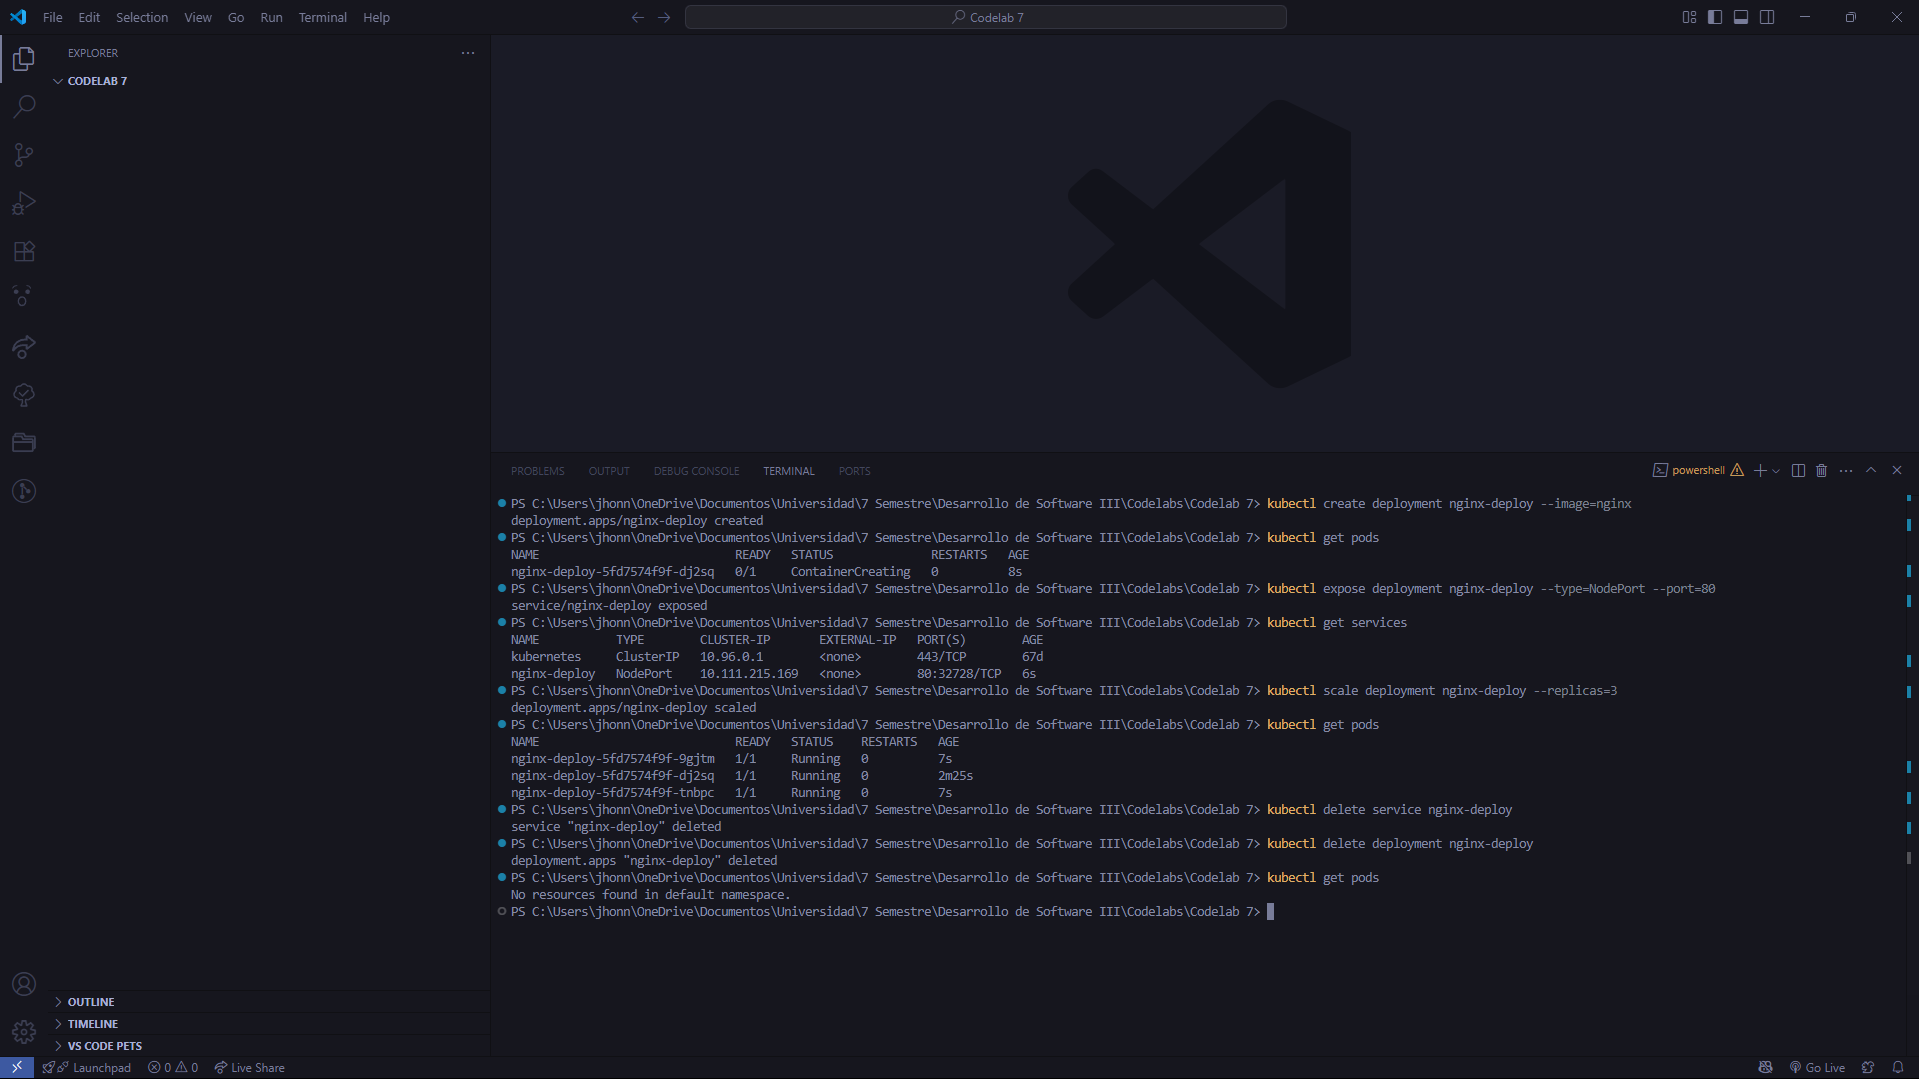 File Edit Selection View Go Run Terminal Help
Codelab 7
EXPLORER
CODELAB 7
PROBLEMS OUTPUT DEBUG CONSOLE TERMINAL PORTS
powershell
PS C:\Users\jhonn\OneDrive\Documentos\Universidad\7 Semestre\Desarrollo de Software III\Codelabs\Codelab 7> kubectl create deployment nginx-deploy --image=nginx
deployment.apps/nginx-deploy created
PS C:\Users\jhonn\OneDrive\Documentos\Universidad\7 Semestre\Desarrollo de Software III\Codelabs\Codelab 7> kubectl get pods
NAME READY STATUS RESTARTS AGE
nginx-deploy-5fd7574f9f-dj2sq 0/1 ContainerCreating 0 8s
PS C:\Users\jhonn\OneDrive\Documentos\Universidad\7 Semestre\Desarrollo de Software III\Codelabs\Codelab 7> kubectl expose deployment nginx-deploy --type=NodePort --port=80
service/nginx-deploy exposed
PS C:\Users\jhonn\OneDrive\Documentos\Universidad\7 Semestre\Desarrollo de Software III\Codelabs\Codelab 7> kubectl get services
NAME TYPE CLUSTER-IP EXTERNAL-IP PORT(S) AGE
kubernetes ClusterIP 10.96.0.1 <none> 443/TCP 67d
nginx-deploy NodePort 10.111.215.169 <none> 80:32728/TCP 6s
PS C:\Users\jhonn\OneDrive\Documentos\Universidad\7 Semestre\Desarrollo de Software III\Codelabs\Codelab 7> kubectl scale deployment nginx-deploy --replicas=3
deployment.apps/nginx-deploy scaled
PS C:\Users\jhonn\OneDrive\Documentos\Universidad\7 Semestre\Desarrollo de Software III\Codelabs\Codelab 7> kubectl get pods
NAME READY STATUS RESTARTS AGE
nginx-deploy-5fd7574f9f-9gjtm 1/1 Running 0 7s
nginx-deploy-5fd7574f9f-dj2sq 1/1 Running 0 2m25s
nginx-deploy-5fd7574f9f-tnbpc 1/1 Running 0 7s
PS C:\Users\jhonn\OneDrive\Documentos\Universidad\7 Semestre\Desarrollo de Software III\Codelabs\Codelab 7> kubectl delete service nginx-deploy
service "nginx-deploy" deleted
PS C:\Users\jhonn\OneDrive\Documentos\Universidad\7 Semestre\Desarrollo de Software III\Codelabs\Codelab 7> kubectl delete deployment nginx-deploy
deployment.apps "nginx-deploy" deleted
PS C:\Users\jhonn\OneDrive\Documentos\Universidad\7 Semestre\Desarrollo de Software III\Codelabs\Codelab 7> kubectl get pods
No resources found in default namespace.
PS C:\Users\jhonn\OneDrive\Documentos\Universidad\7 Semestre\Desarrollo de Software III\Codelabs\Codelab 7>
OUTLINE
TIMELINE
VS CODE PETS
Launchpad 0 0 Live Share Go Live